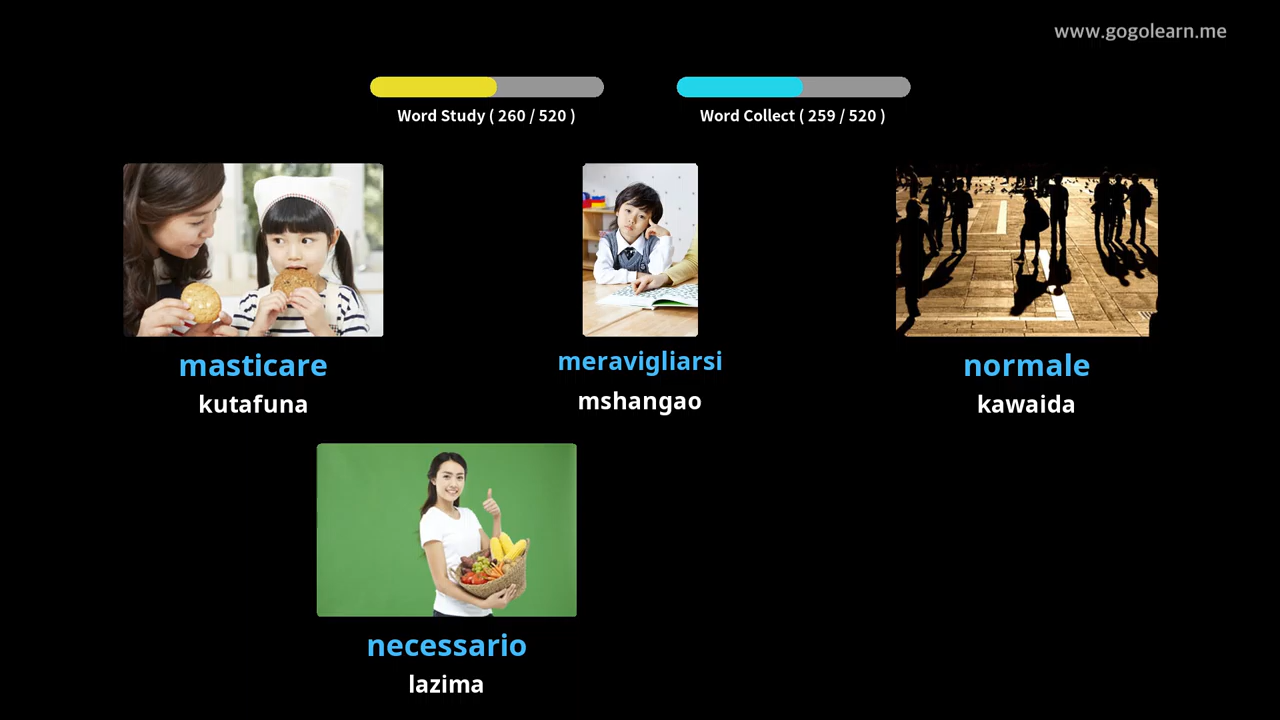 www.gogolearn.me
Word Study ( 260 / 520 )
Word Collect ( 259 / 520 )
masticare
kutafuna
meravigliarsi
mshangao
normale
kawaida
necessario
lazima